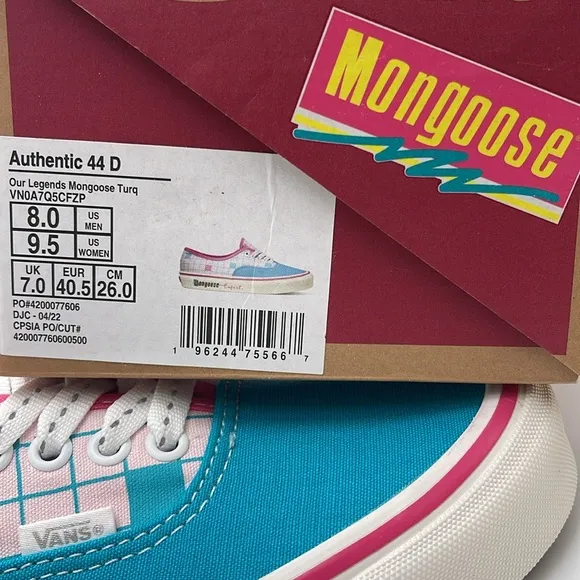 Mongoose
Authentic 44 D
Our Legends Mongoose Turq
VN0A7Q5CFZP
8.0 US MEN
9.5 US WOMEN
UK 7.0 EUR 40.5 CM 26.0
PO#4200077606
DJC - 04/22
CPSIA PO/CUT#
420007760600500
Mongoose
1 96244 75566 7
VANS